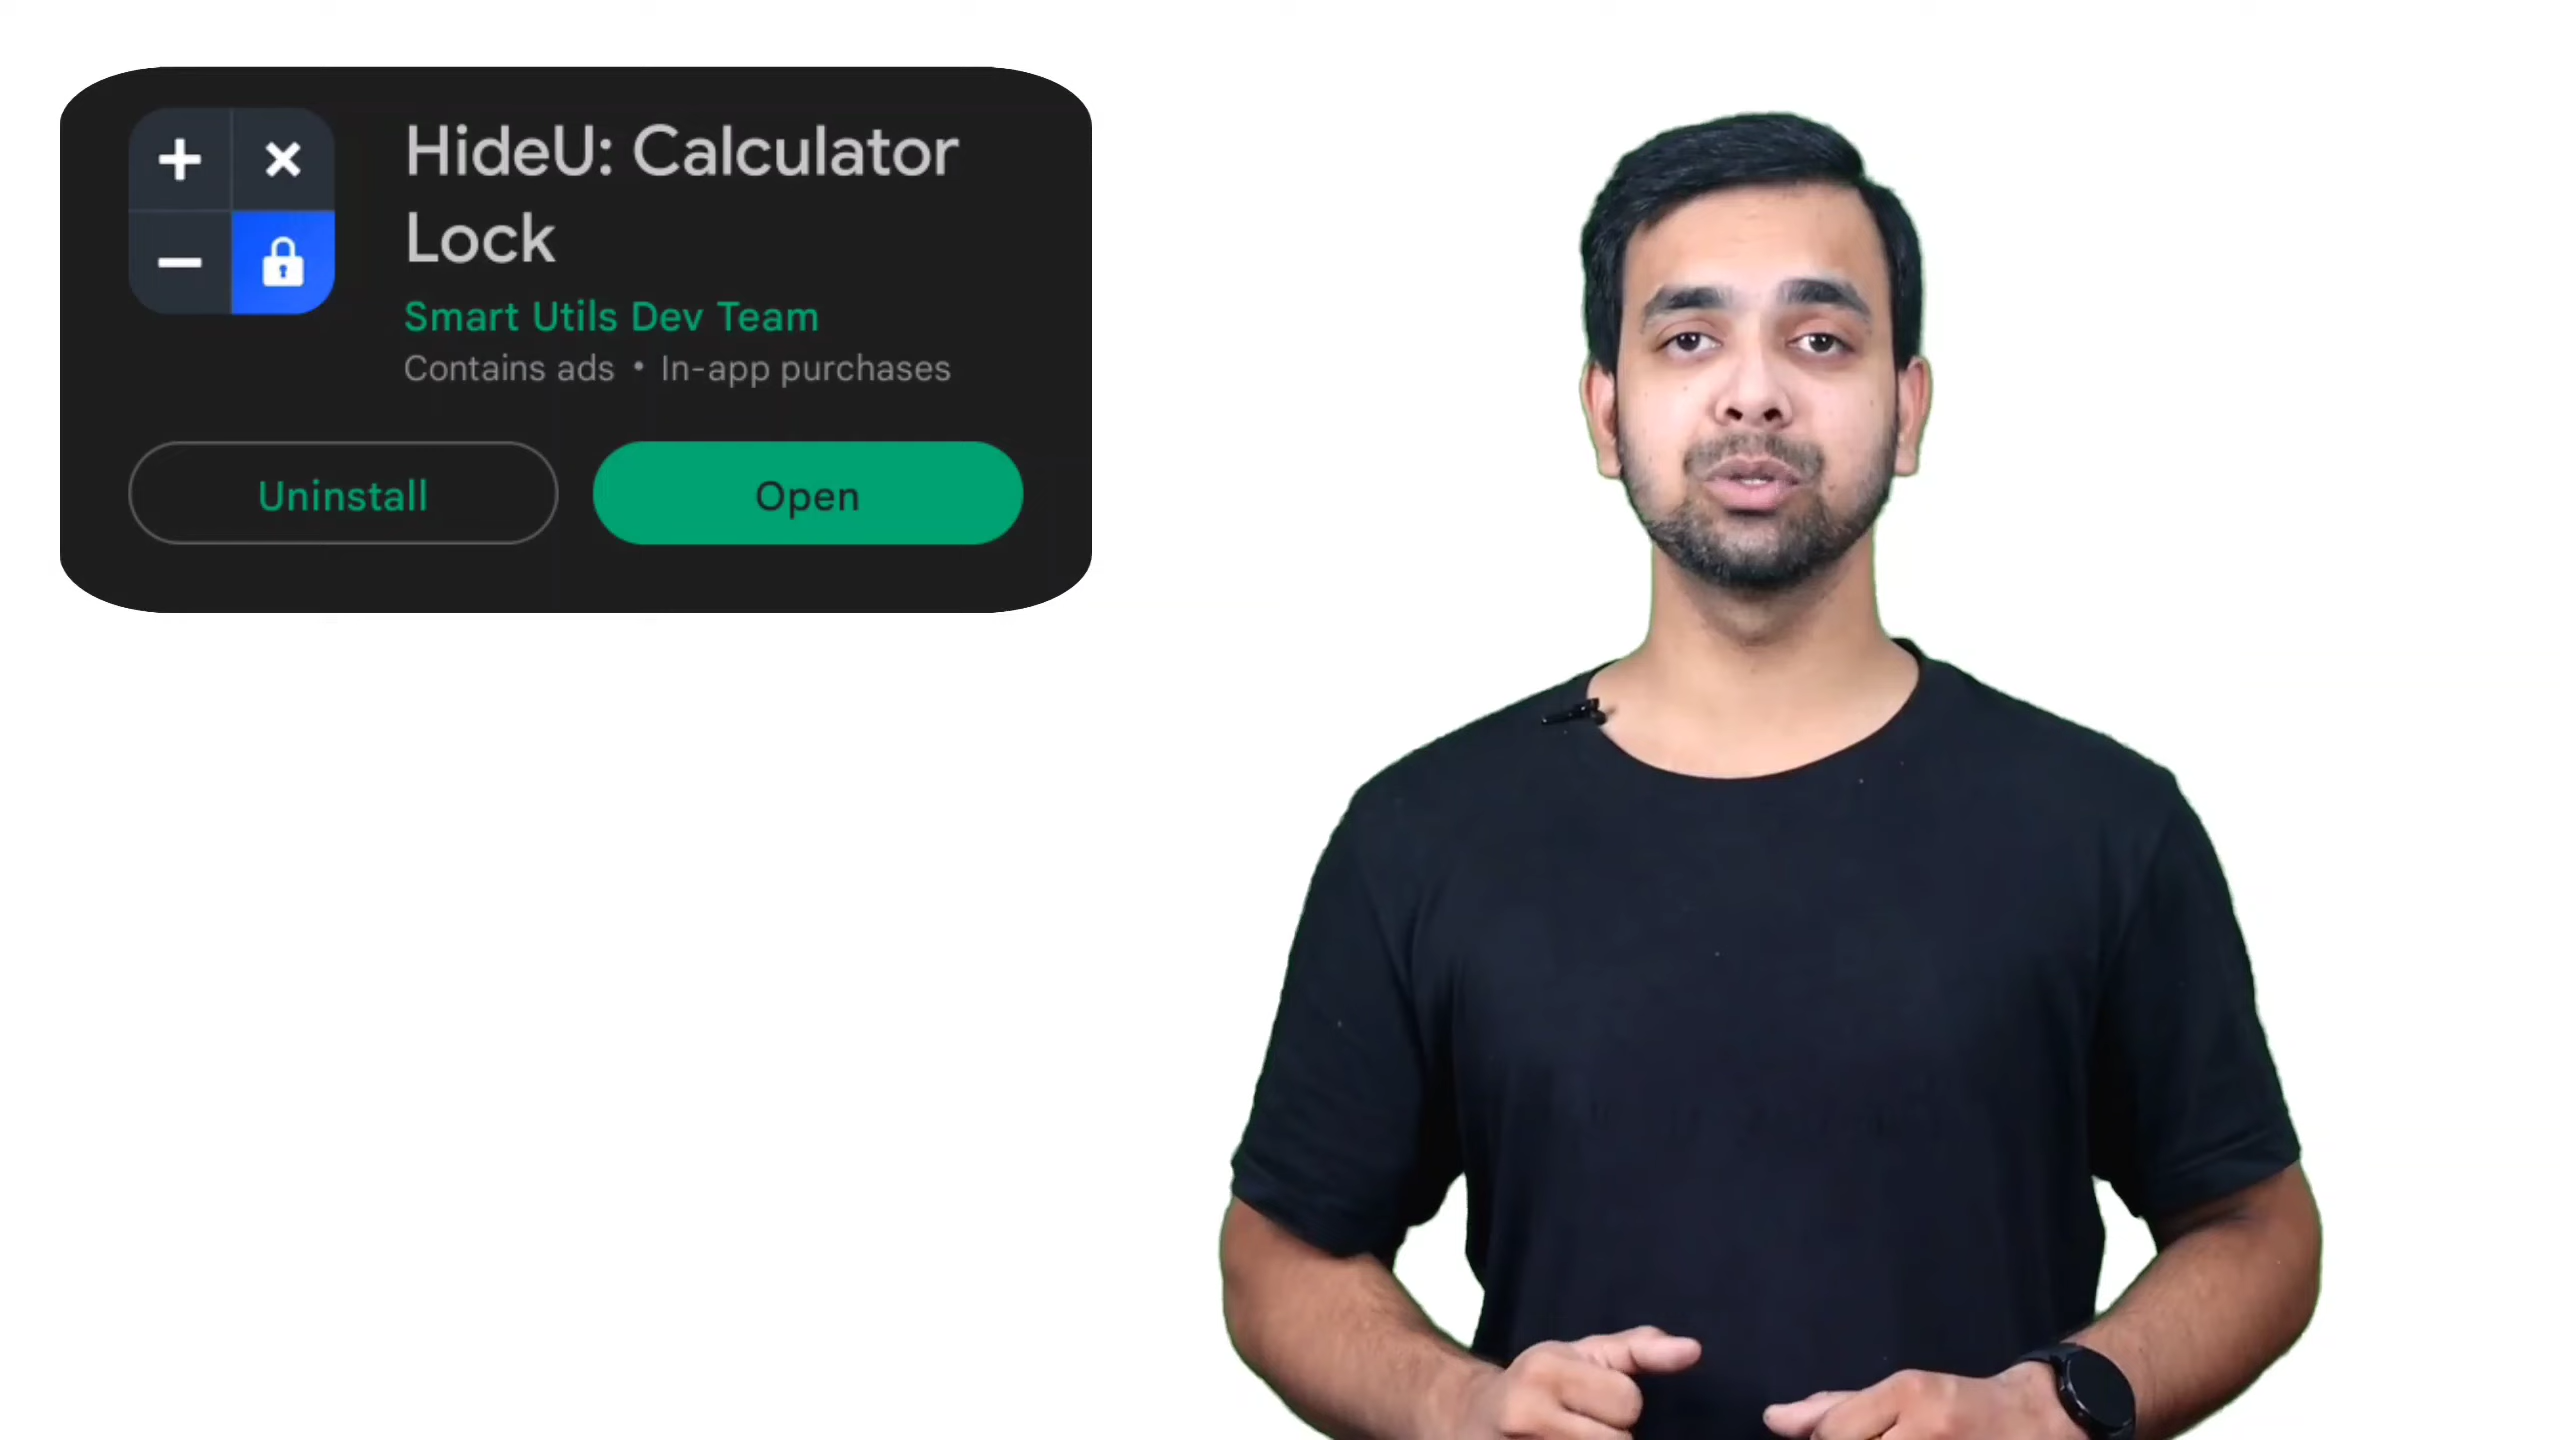 HideU: Calculator
Lock
Smart Utils Dev Team
Contains ads • In-app purchases
Uninstall
Open